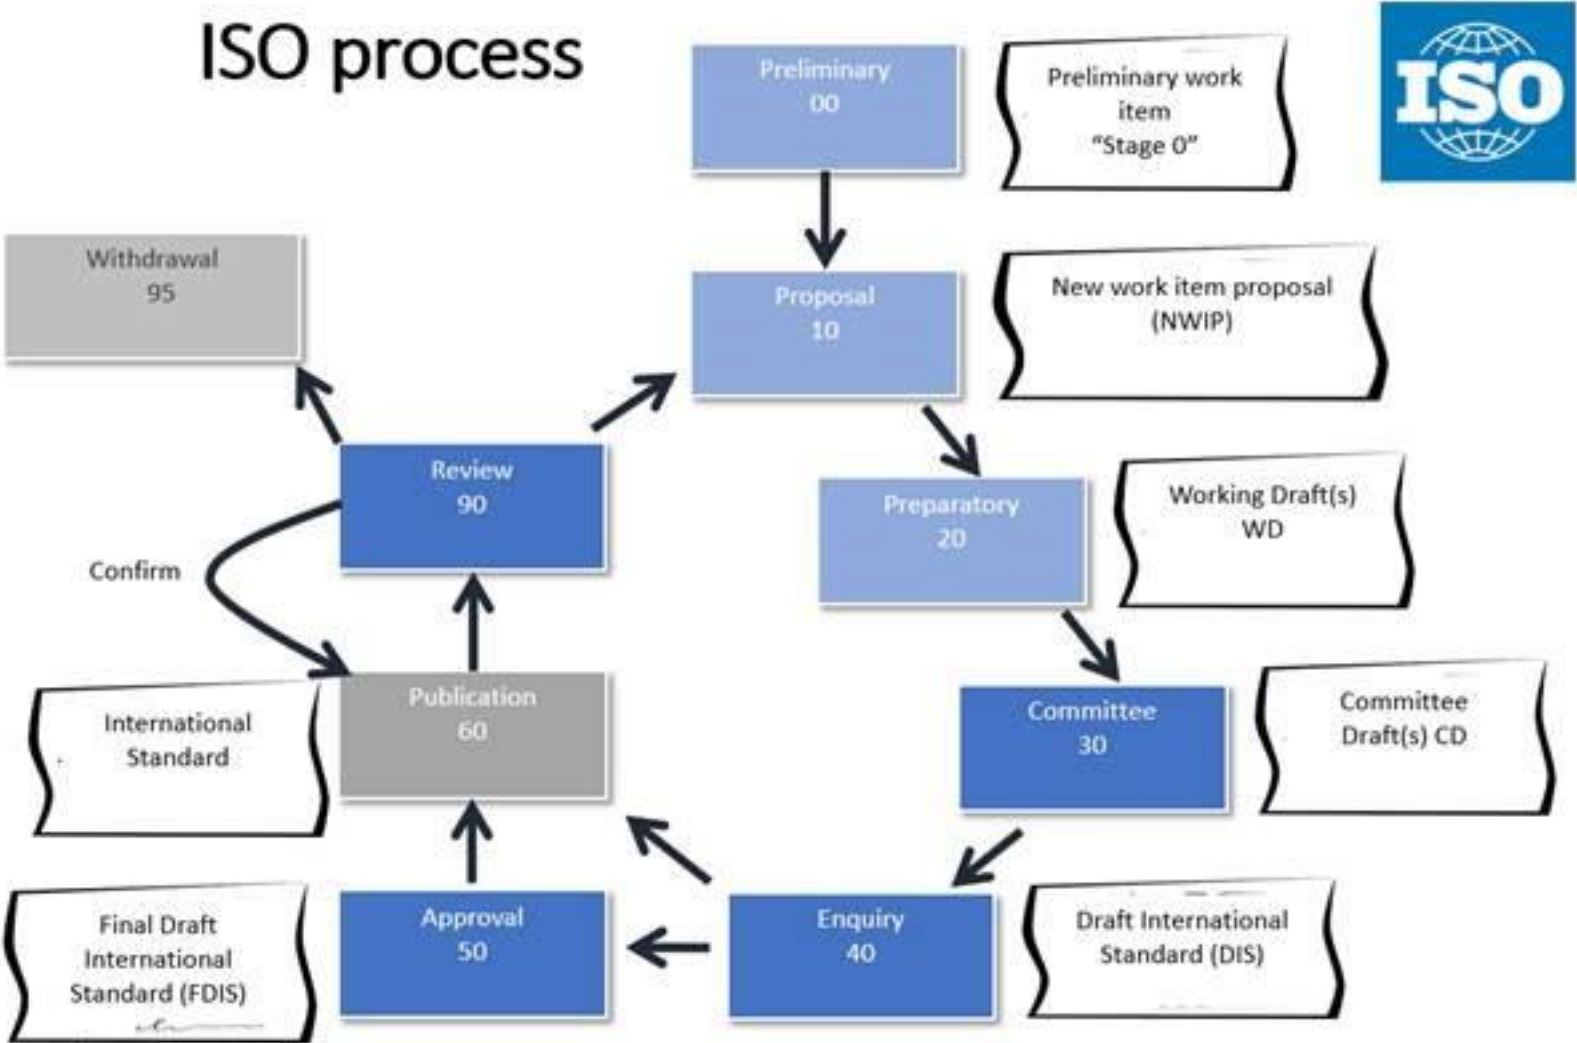 ISO process
Preliminary
00
Preliminary work
item
“Stage 0”
ISO
Withdrawal
95
Proposal
10
New work item proposal
(NWIP)
Review
90
Preparatory
20
Working Draft(s)
WD
Confirm
Publication
60
International
Standard
Committee
30
Committee
Draft(s) CD
Final Draft
International
Standard (FDIS)
Approval
50
Enquiry
40
Draft International
Standard (DIS)